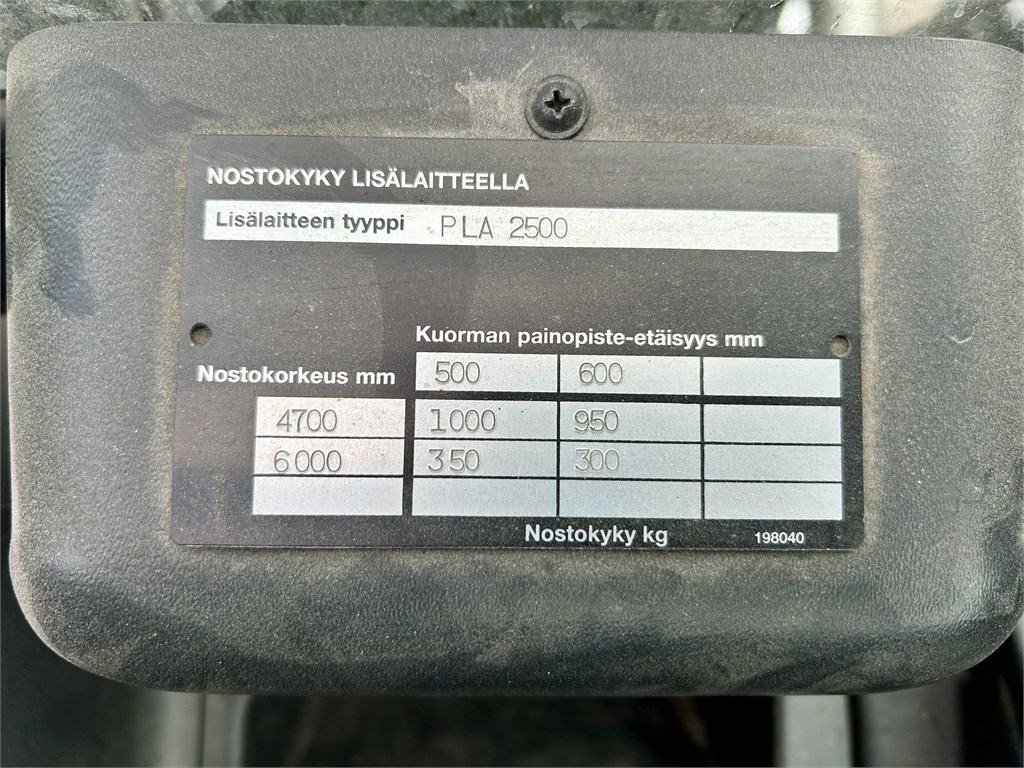 NOSTOKYKY LISÄLAITTEELLA
Lisälaitteen tyyppi PLA 2500
Kuorman painopiste-etäisyys mm
Nostokorkeus mm 500 600
4700 1000 950
6000 350 300
Nostokyky kg 198040